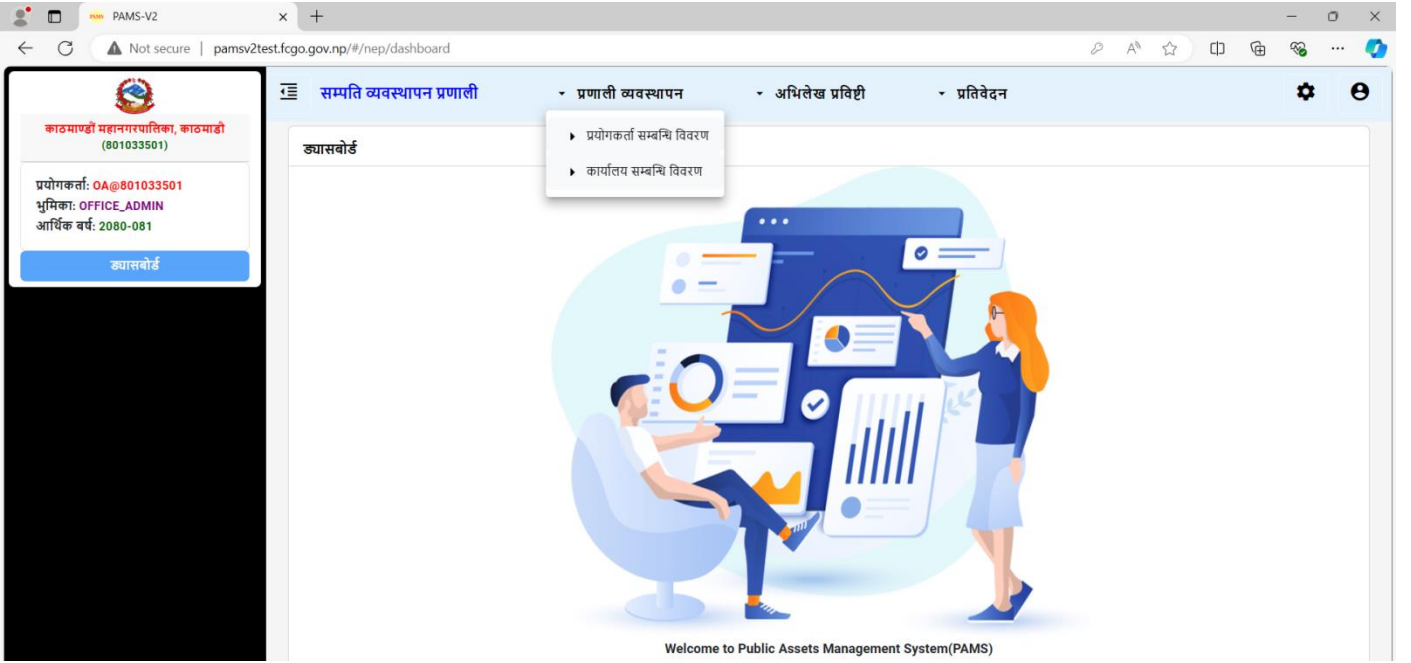 PAMS-V2
Not secure | pamsv2test.fcgo.gov.np/#/nep/dashboard
काठमाण्डौं महानगरपालिका, काठमाडौ
(801033501)
प्रयोगकर्ता: OA@801033501
भुमिका: OFFICE_ADMIN
आर्थिक बर्ष: 2080-081
ड्यासबोर्ड
सम्पति व्यवस्थापन प्रणाली प्रणाली व्यवस्थापन अभिलेख प्रविष्टी प्रतिवेदन
प्रयोगकर्ता सम्बन्धि विवरण
कार्यालय सम्बन्धि विवरण
ड्यासबोर्ड
Welcome to Public Assets Management System(PAMS)